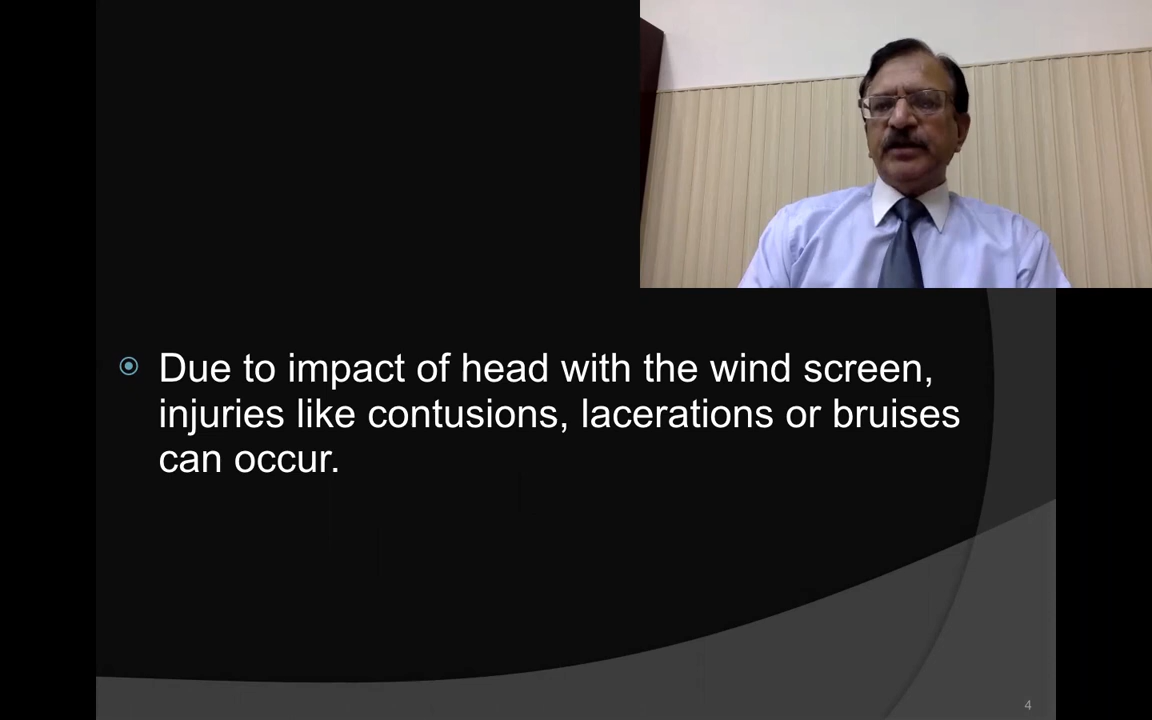 Due to impact of head with the wind screen,
injuries like contusions, lacerations or bruises
can occur.
4